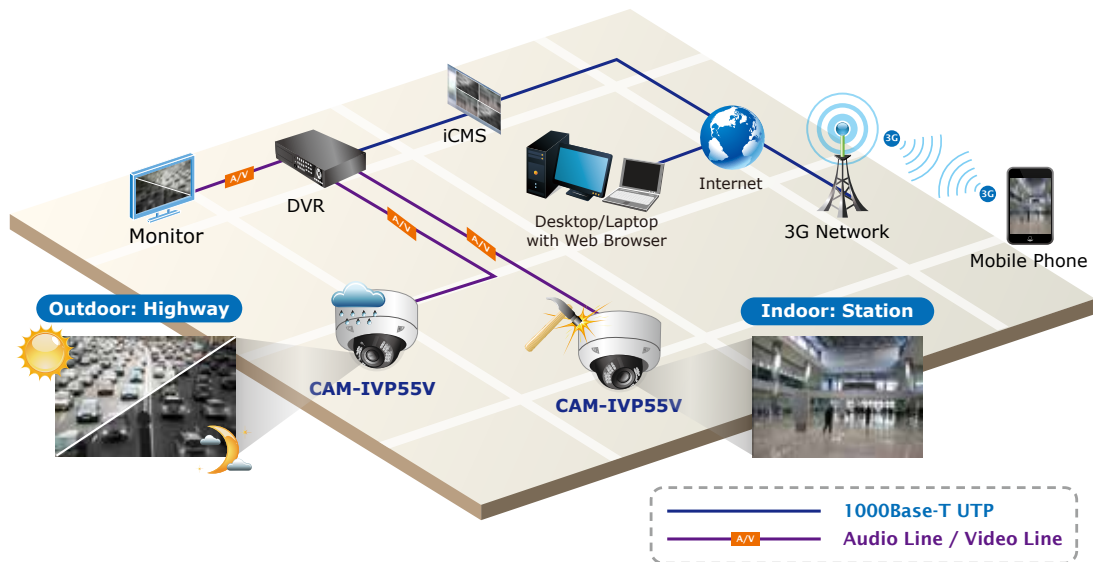 iCMS
3G
A/V
DVR
Internet
3G
Monitor
A/V
A/V
Desktop/Laptop
with Web Browser
3G Network
Mobile Phone
Outdoor: Highway
Indoor: Station
CAM-IVP55V
CAM-IVP55V
1000Base-T UTP
A/V
Audio Line / Video Line